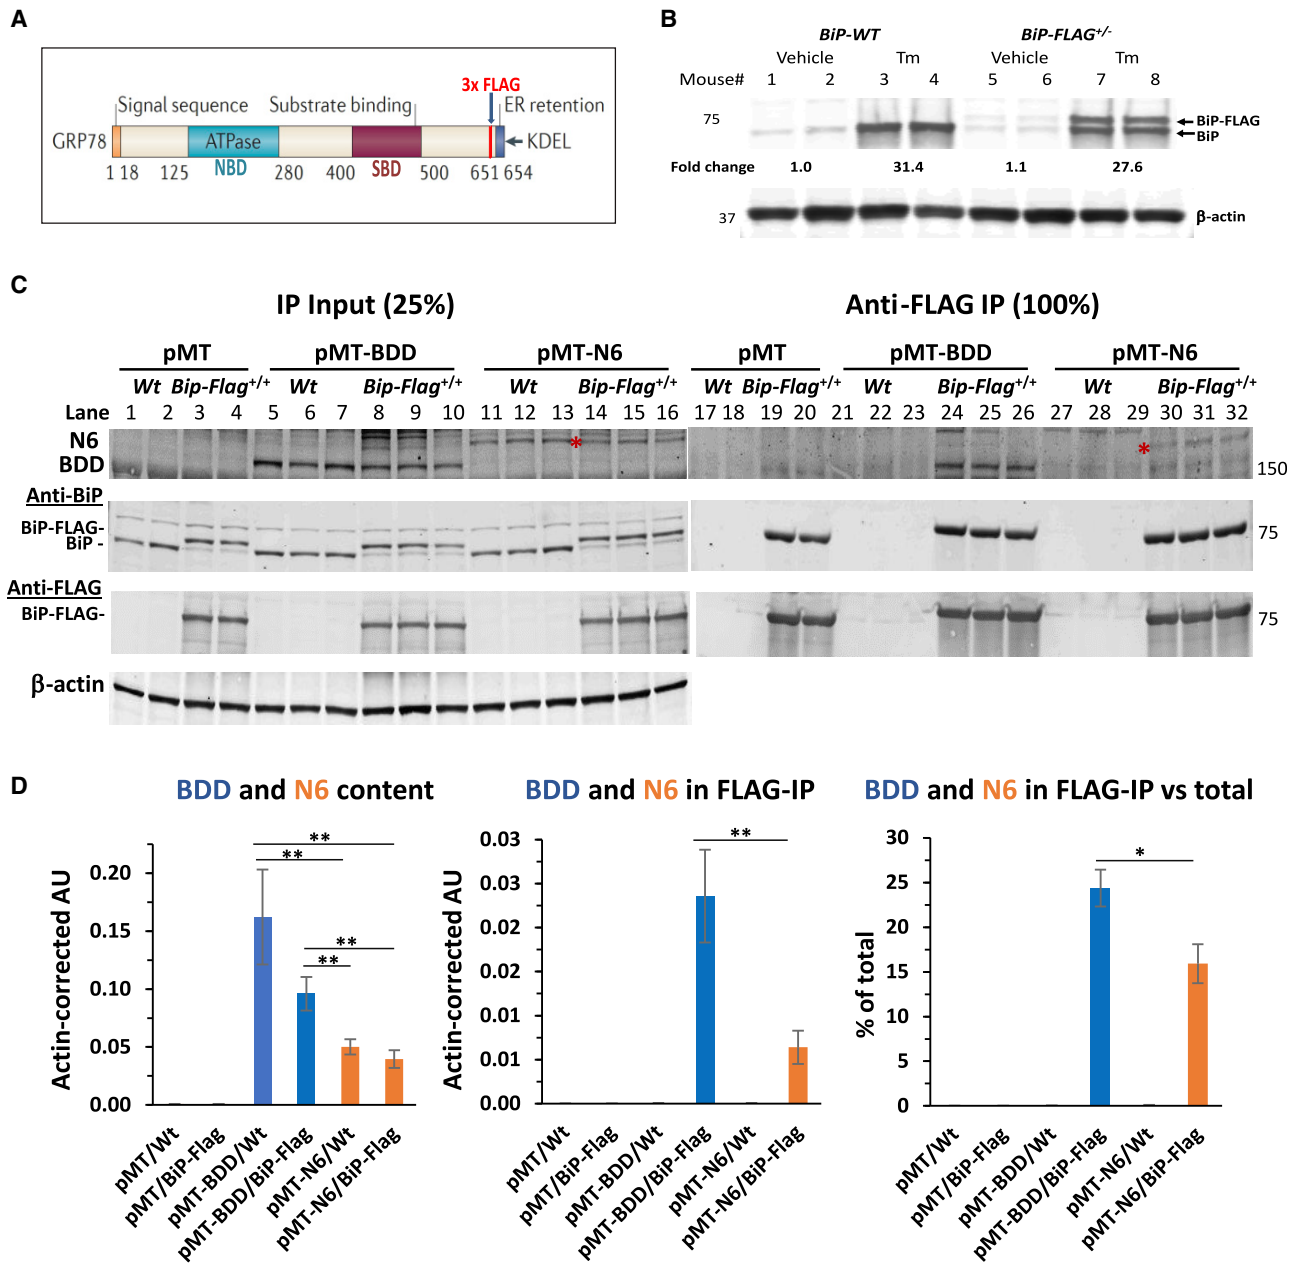 A
3x FLAG
Signal sequence Substrate binding ER retention
GRP78 ATPase KDEL
NBD SBD
1 18 125 280 400 500 651 654
B
BiP-WT BiP-FLAG+/-
Vehicle Tm Vehicle Tm
Mouse# 1 2 3 4 5 6 7 8
75 BiP-FLAG
BiP
Fold change 1.0 31.4 1.1 27.6
37 β-actin
C
IP Input (25%) Anti-FLAG IP (100%)
pMT pMT-BDD pMT-N6 pMT pMT-BDD pMT-N6
Wt Bip-Flag+/+ Wt Bip-Flag+/+ Wt Bip-Flag+/+ Wt Bip-Flag+/+ Wt Bip-Flag+/+ Wt Bip-Flag+/+
Lane 1 2 3 4 5 6 7 8 9 10 11 12 13 14 15 16 17 18 19 20 21 22 23 24 25 26 27 28 29 30 31 32
N6 * *
BDD 150
Anti-BiP
BiP-FLAG-
BiP - 75
Anti-FLAG
BiP-FLAG- 75
β-actin
D
BDD and N6 content
Actin-corrected AU
0.20
0.15
0.10
0.05
0.00
**
**
**
**
pMT/Wt
pMT/BiP-Flag
pMT-BDD/Wt
pMT-BDD/BiP-Flag
pMT-N6/Wt
pMT-N6/BiP-Flag
BDD and N6 in FLAG-IP
Actin-corrected AU
0.03
0.03
0.02
0.02
0.01
0.01
0.00
**
pMT/Wt
pMT/BiP-Flag
pMT-BDD/Wt
pMT-BDD/BiP-Flag
pMT-N6/Wt
pMT-N6/BiP-Flag
BDD and N6 in FLAG-IP vs total
% of total
30
25
20
15
10
5
0
*
pMT/Wt
pMT/BiP-Flag
pMT-BDD/Wt
pMT-BDD/BiP-Flag
pMT-N6/Wt
pMT-N6/BiP-Flag